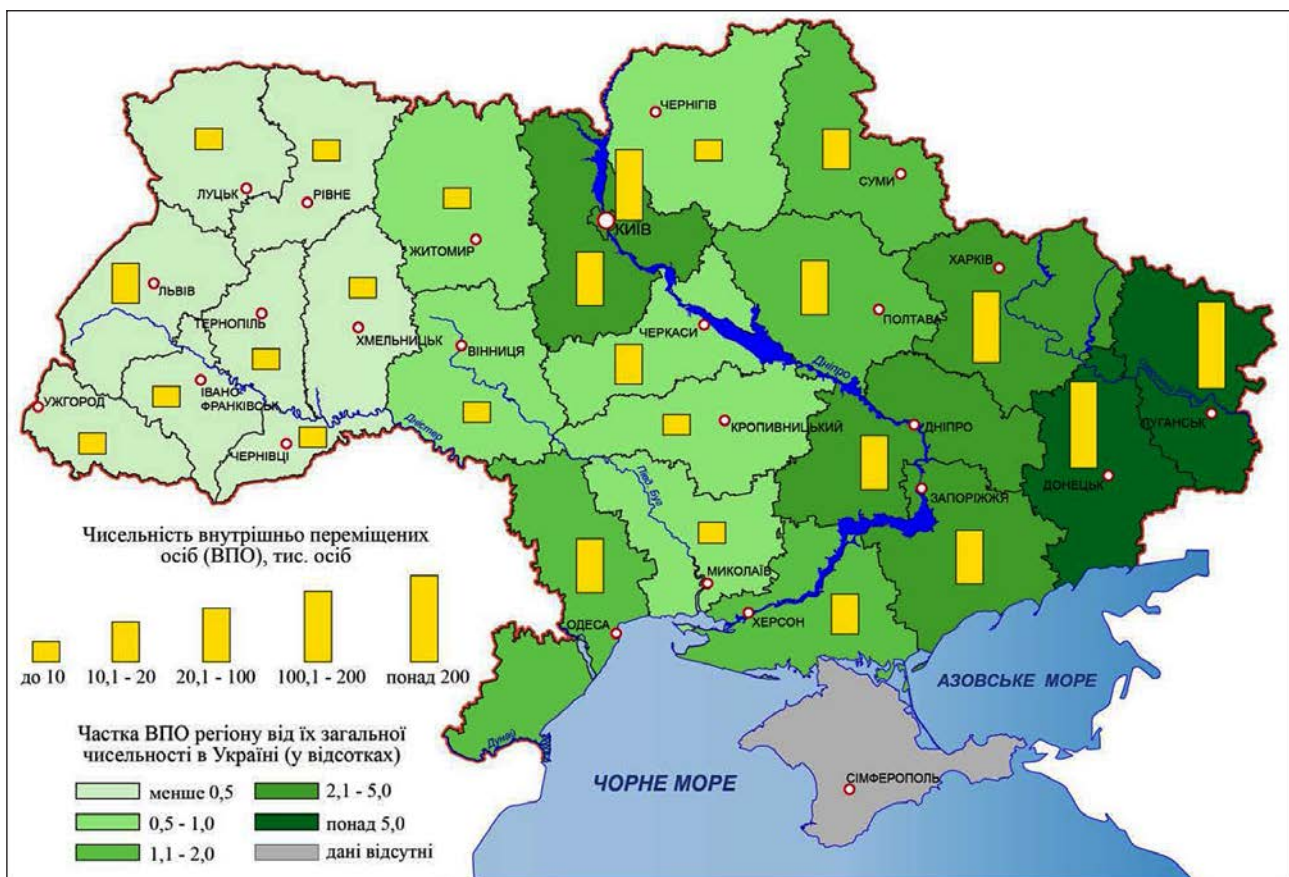 ЧЕРНІГІВ
СУМИ
ЛУЦЬК
РІВНЕ
КИЇВ
ЖИТОМИР
ХАРКІВ
ЛЬВІВ
ТЕРНОПІЛЬ
ХМЕЛЬНИЦЬК
ВІННИЦЯ
ЧЕРКАСИ
ПОЛТАВА
Дніпро
УЖГОРОД
ІВАНО-
ФРАНКІВСЬК
ЧЕРНІВЦІ
Дністер
КРОПИВНИЦЬКИЙ
ДНІПРО
ЛУГАНСЬК
ДОНЕЦЬК
ЗАПОРІЖЖЯ
Півд. Буг
МИКОЛАЇВ
ХЕРСОН
ОДЕСА
Дунай
АЗОВСЬКЕ МОРЕ
ЧОРНЕ МОРЕ
СІМФЕРОПОЛЬ
Чисельність внутрішньо переміщених
осіб (ВПО), тис. осіб
до 10
10,1 - 20
20,1 - 100
100,1 - 200
понад 200
Частка ВПО регіону від їх загальної
чисельності в Україні (у відсотках)
менше 0,5
0,5 - 1,0
1,1 - 2,0
2,1 - 5,0
понад 5,0
дані відсутні